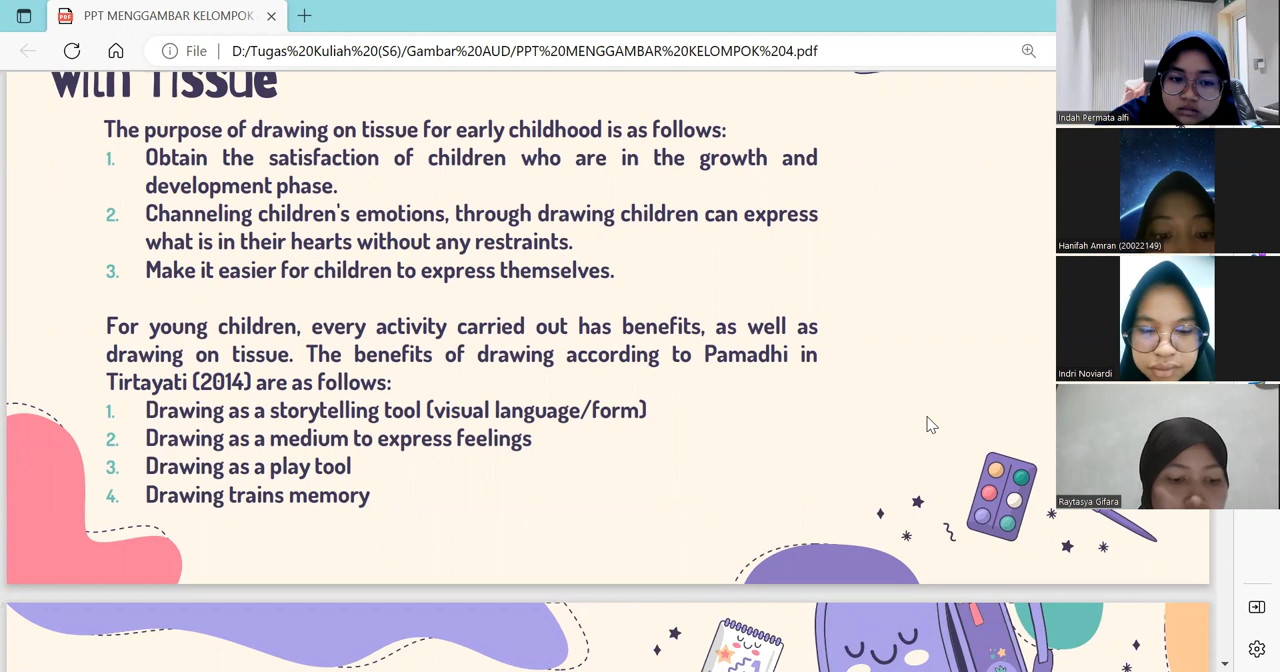 PPT MENGGAMBAR KELOMPOK
File
D:/Tugas%20Kuliah%20(S6)/Gambar%20AUD/PPT%20MENGGAMBAR%20KELOMPOK%204.pdf
with Tissue
The purpose of drawing on tissue for early childhood is as follows:
1. Obtain the satisfaction of children who are in the growth and
development phase.
2. Channeling children's emotions, through drawing children can express
what is in their hearts without any restraints.
3. Make it easier for children to express themselves.
For young children, every activity carried out has benefits, as well as
drawing on tissue. The benefits of drawing according to Pamadhi in
Tirtayati (2014) are as follows:
1. Drawing as a storytelling tool (visual language/form)
2. Drawing as a medium to express feelings
3. Drawing as a play tool
4. Drawing trains memory
Indah Permata alfi
Hanifah Amran (20022149)
Indri Noviardi
Raytasya Gifara